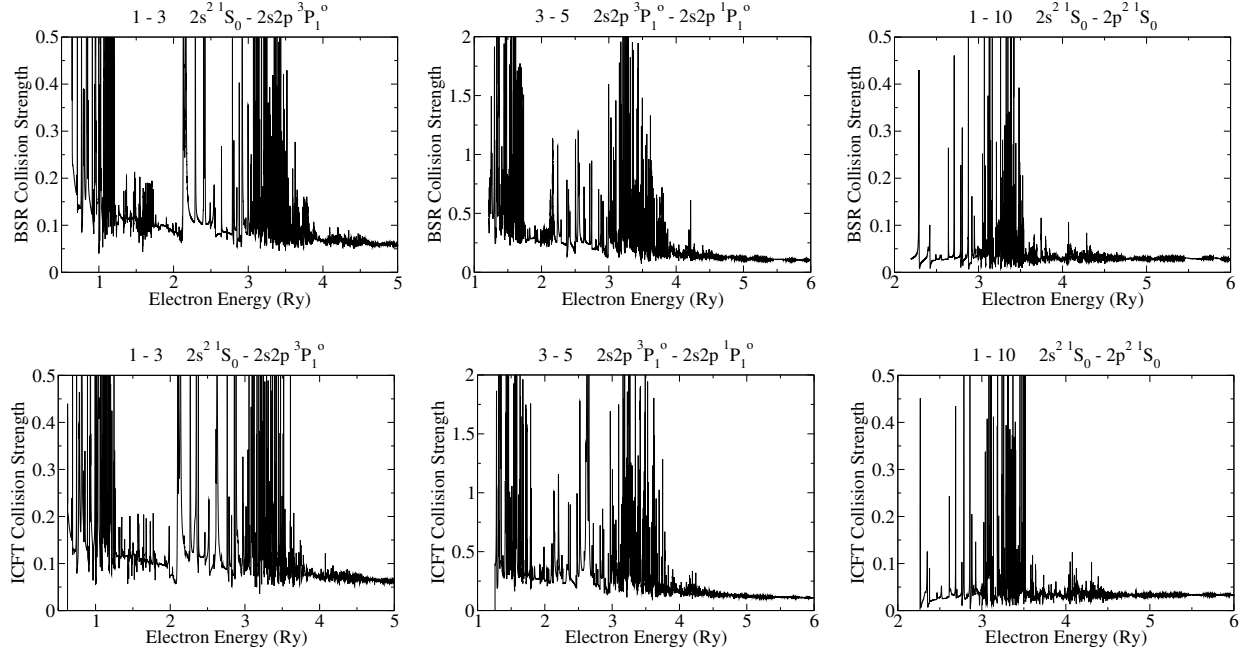 1 - 3 2s² ¹S₀ - 2s2p ³P₁ᵒ
BSR Collision Strength
0.5
0.4
0.3
0.2
0.1
0
1 2 3 4 5
Electron Energy (Ry)
3 - 5 2s2p ³P₁ᵒ - 2s2p ¹P₁ᵒ
BSR Collision Strength
2
1.5
1
0.5
0
1 2 3 4 5 6
Electron Energy (Ry)
1 - 10 2s² ¹S₀ - 2p² ¹S₀
BSR Collision Strength
0.5
0.4
0.3
0.2
0.1
0
2 3 4 5 6
Electron Energy (Ry)
1 - 3 2s² ¹S₀ - 2s2p ³P₁ᵒ
ICFT Collision Strength
0.5
0.4
0.3
0.2
0.1
0
1 2 3 4 5
Electron Energy (Ry)
3 - 5 2s2p ³P₁ᵒ - 2s2p ¹P₁ᵒ
ICFT Collision Strength
2
1.5
1
0.5
0
1 2 3 4 5 6
Electron Energy (Ry)
1 - 10 2s² ¹S₀ - 2p² ¹S₀
ICFT Collision Strength
0.5
0.4
0.3
0.2
0.1
0
2 3 4 5 6
Electron Energy (Ry)